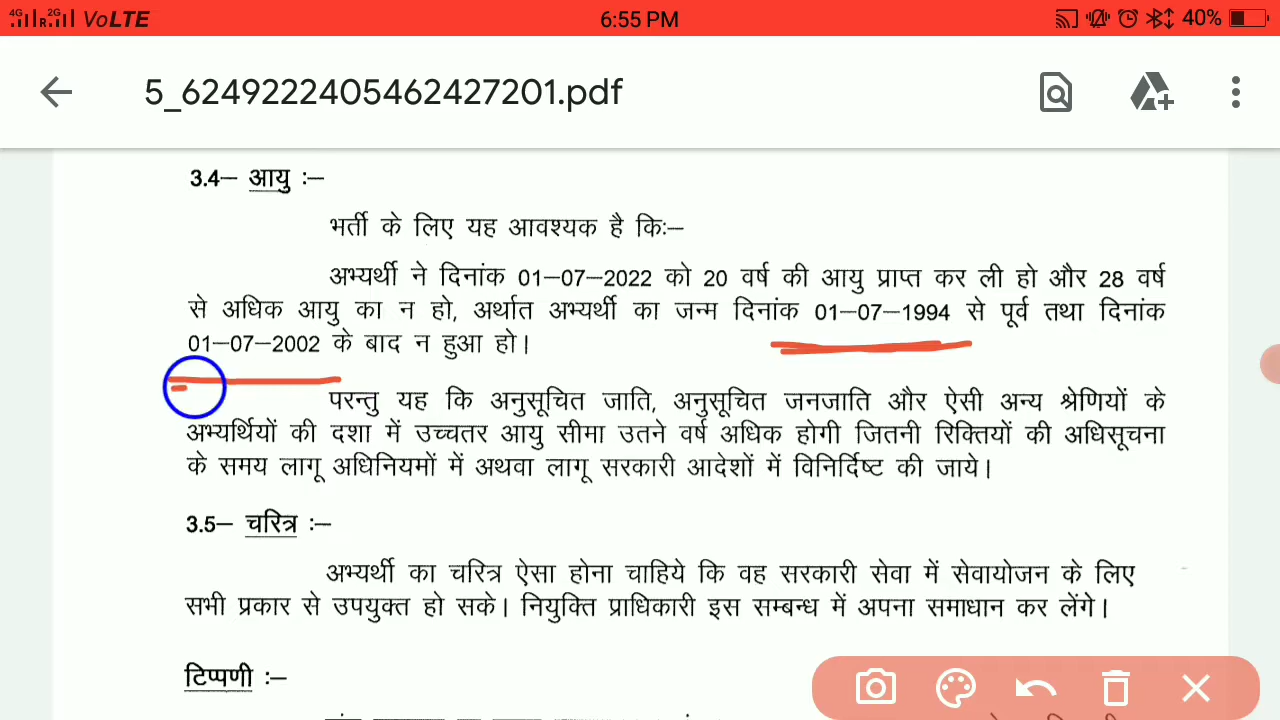 4G R 2G VoLTE 6:55 PM 40%
5_6249222405462427201.pdf
3.4– आयु :–
भर्ती के लिए यह आवश्यक है कि:–
अभ्यर्थी ने दिनांक 01–07–2022 को 20 वर्ष की आयु प्राप्त कर ली हो और 28 वर्ष
से अधिक आयु का न हो, अर्थात अभ्यर्थी का जन्म दिनांक 01–07–1994 से पूर्व तथा दिनांक
01–07–2002 के बाद न हुआ हो।
परन्तु यह कि अनुसूचित जाति, अनुसूचित जनजाति और ऐसी अन्य श्रेणियों के
अभ्यर्थियों की दशा में उच्चतर आयु सीमा उतने वर्ष अधिक होगी जितनी रिक्तियों की अधिसूचना
के समय लागू अधिनियमों में अथवा लागू सरकारी आदेशों में विनिर्दिष्ट की जाये।
3.5– चरित्र :–
अभ्यर्थी का चरित्र ऐसा होना चाहिये कि वह सरकारी सेवा में सेवायोजन के लिए
सभी प्रकार से उपयुक्त हो सके। नियुक्ति प्राधिकारी इस सम्बन्ध में अपना समाधान कर लेंगे।
टिप्पणी :–